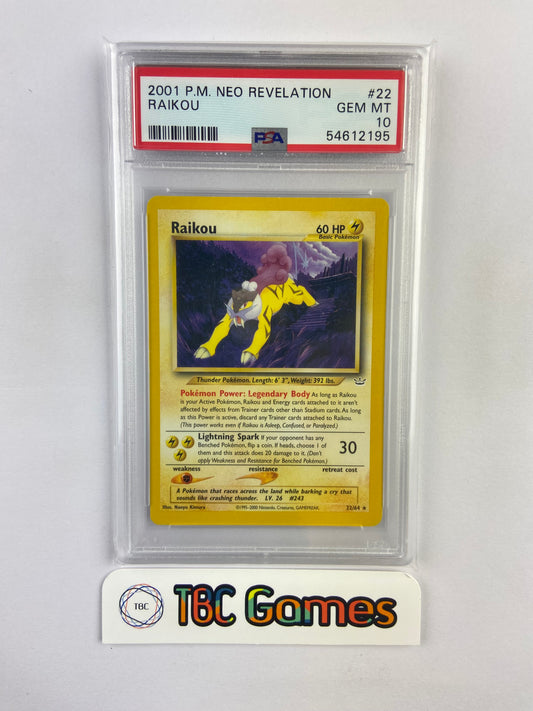 2001 P.M. NEO REVELATION #22
RAIKOU GEM MT
10
PSA 54612195
Raikou 60 HP
Basic Pokémon
Thunder Pokémon. Length: 6' 3", Weight: 392 lbs.
Pokémon Power: Legendary Body As long as Raikou
is your Active Pokémon, Raikou and Energy cards attached to it aren't
affected by effects from Trainer cards other than Stadium cards. As long
as this Power is active, discard any Trainer cards attached to Raikou.
(This power works even if Raikou is Asleep, Confused, or Paralyzed.)
Lightning Spark If your opponent has any
Benched Pokémon, flip a coin. If heads, choose 1 of
them and this attack does 20 damage to it. (Don't
apply Weakness and Resistance for Benched Pokémon.)
30
weakness resistance retreat cost
A Pokémon that races across the land while barking a cry that
sounds like crashing thunder. LV. 26 #243
Illus. Naoyo Kimura ©1995-2000 Nintendo, Creatures, GAMEFREAK. 22/64 ★
TBC TBC Games